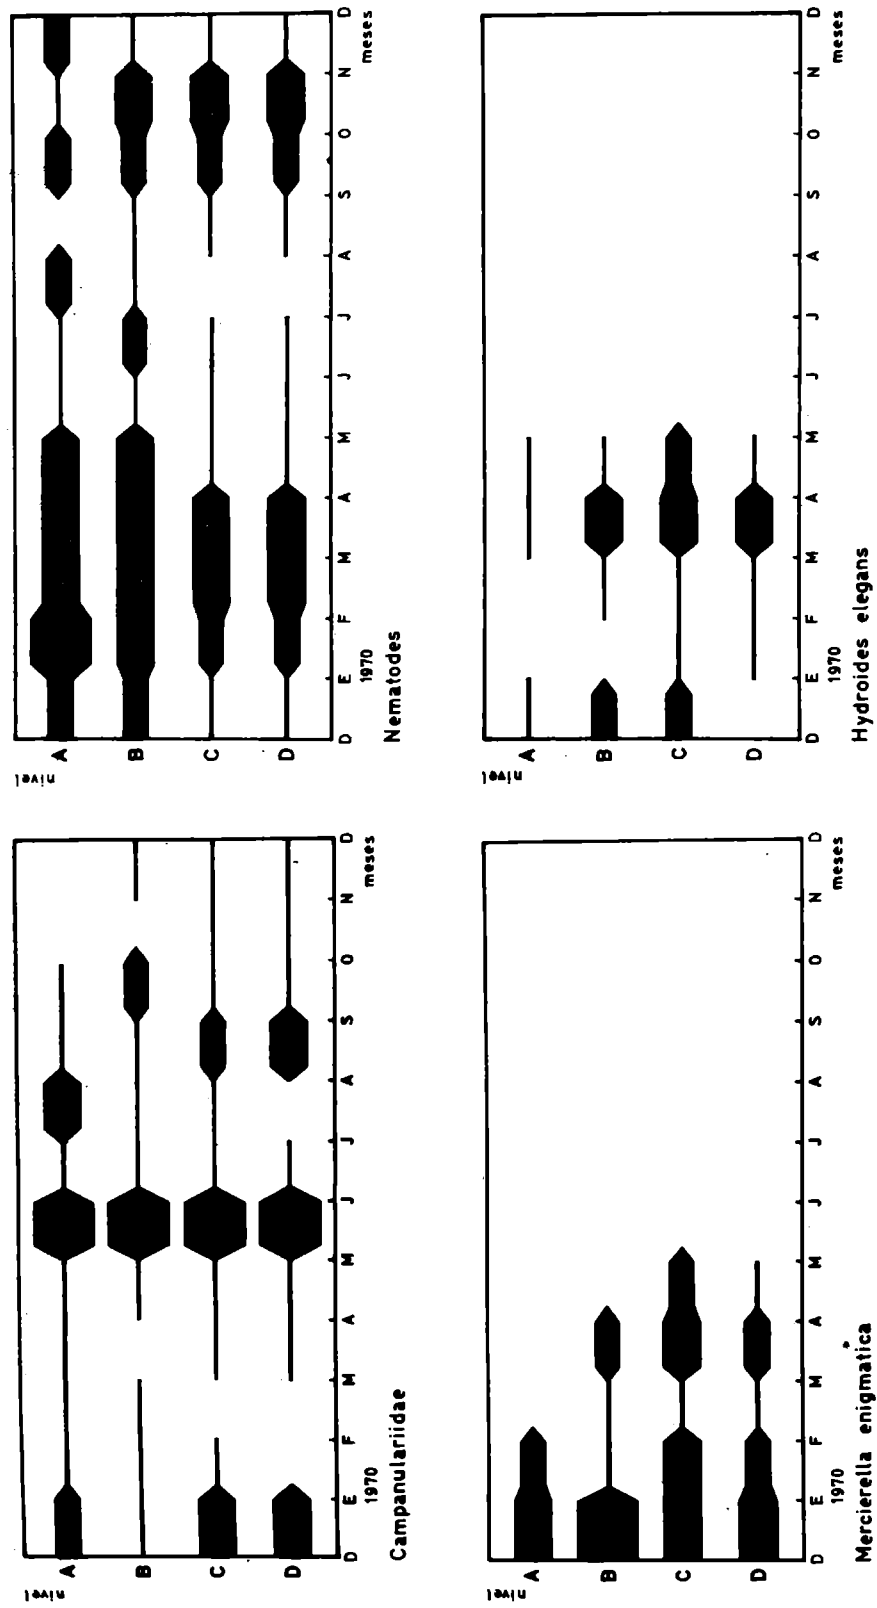 nivel
A
B
C
D
D E F M A M J J A S O N D
1970 meses
Campanulariidae
nivel
A
B
C
D
D E F M A M J J A S O N D
1970 meses
Nematodes
nivel
A
B
C
D
D E F M A M J J A S O N D
1970 meses
Mercierella enigmatica
nivel
A
B
C
D
D E F M A M J J A S O N D
1970 meses
Hydroides elegans